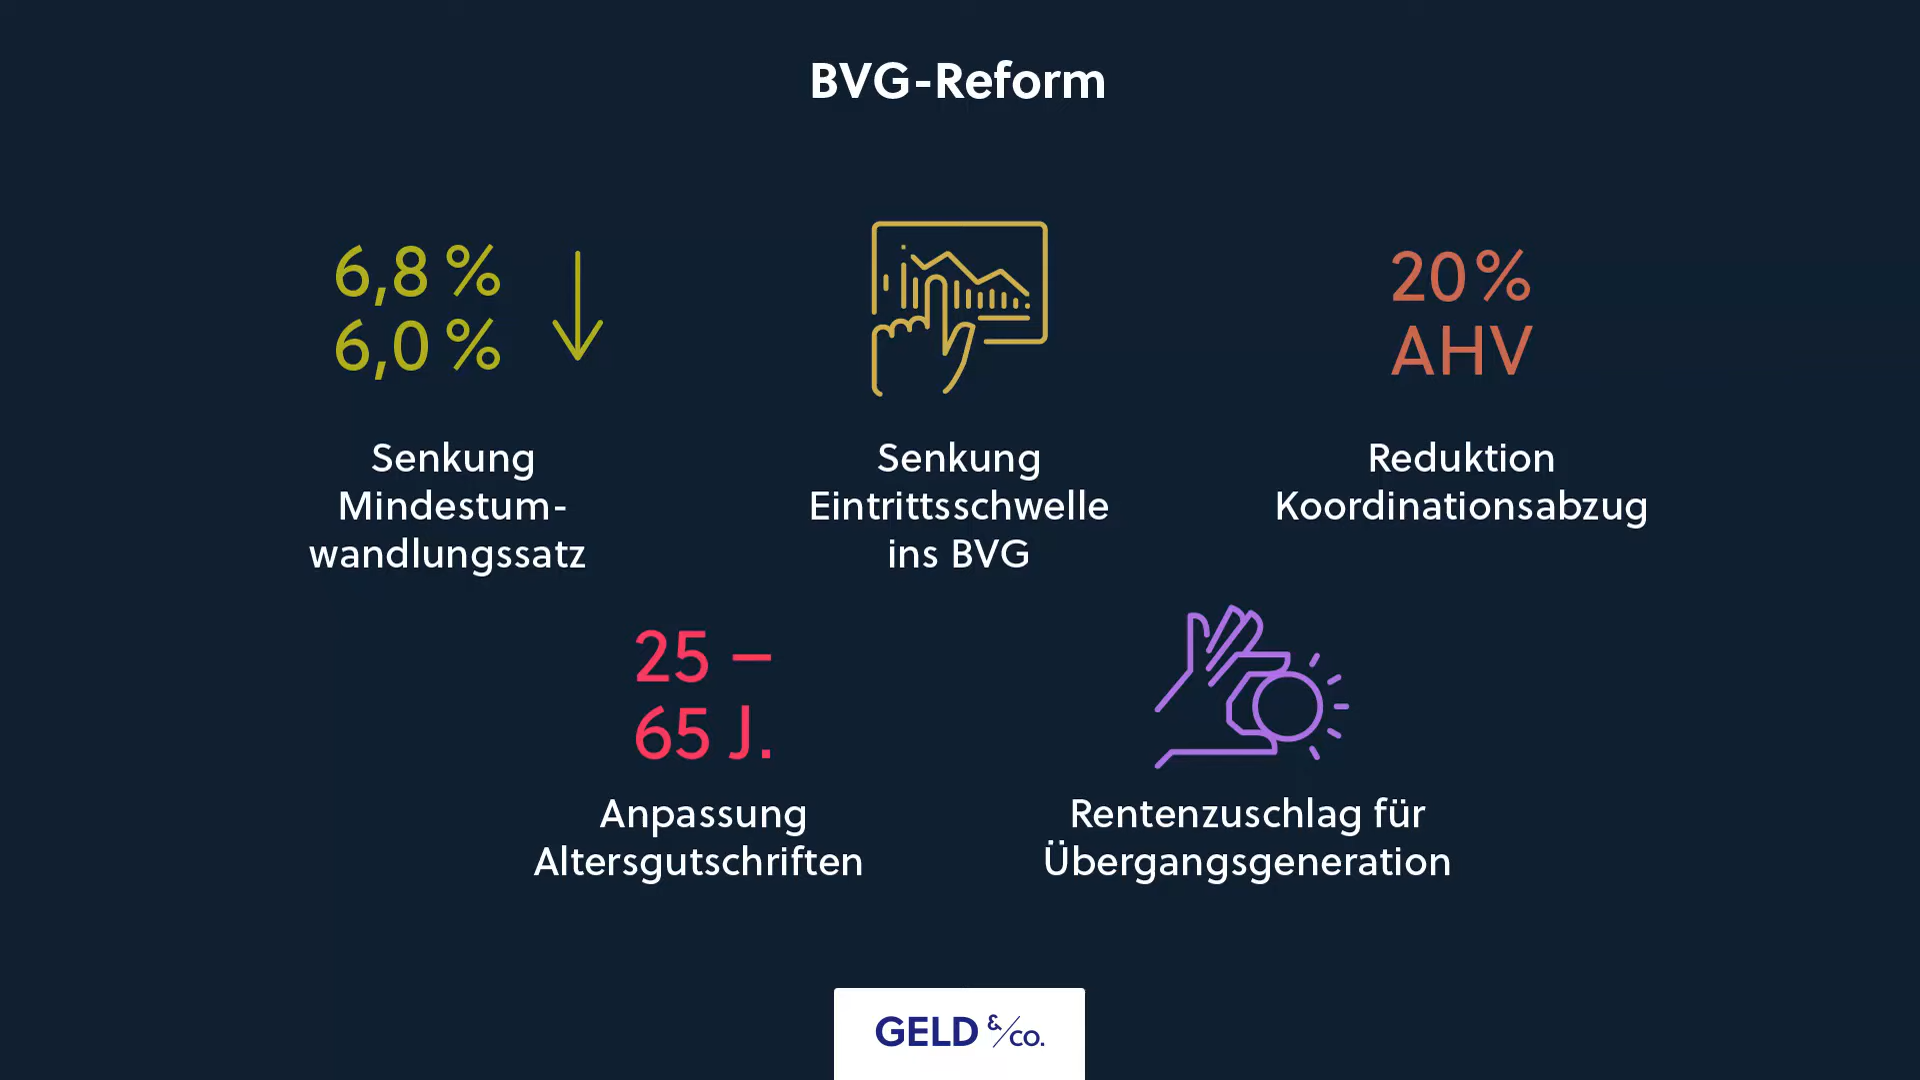 BVG-Reform
6,8 %
6,0 %
Senkung
Mindestum-
wandlungssatz
Senkung
Eintrittsschwelle
ins BVG
20%
AHV
Reduktion
Koordinationsabzug
25 –
65 J.
Anpassung
Altersgutschriften
Rentenzuschlag für
Übergangsgeneration
GELD &/co.